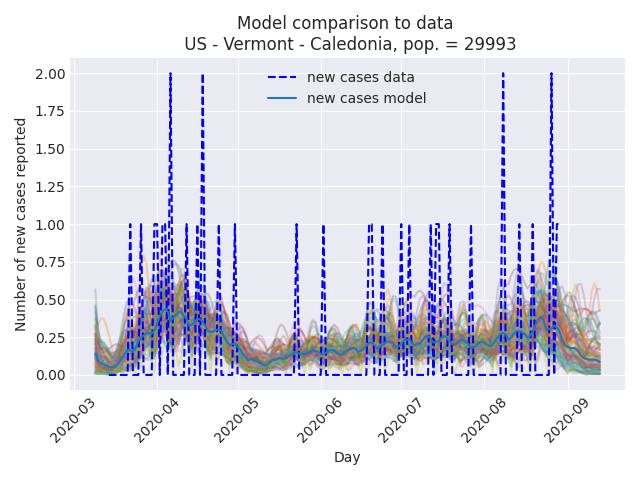 Model comparison to data
US - Vermont - Caledonia, pop. = 29993
new cases data
new cases model
Number of new cases reported
2.00
1.75
1.50
1.25
1.00
0.75
0.50
0.25
0.00
2020-03
2020-04
2020-05
2020-06
2020-07
2020-08
2020-09
Day